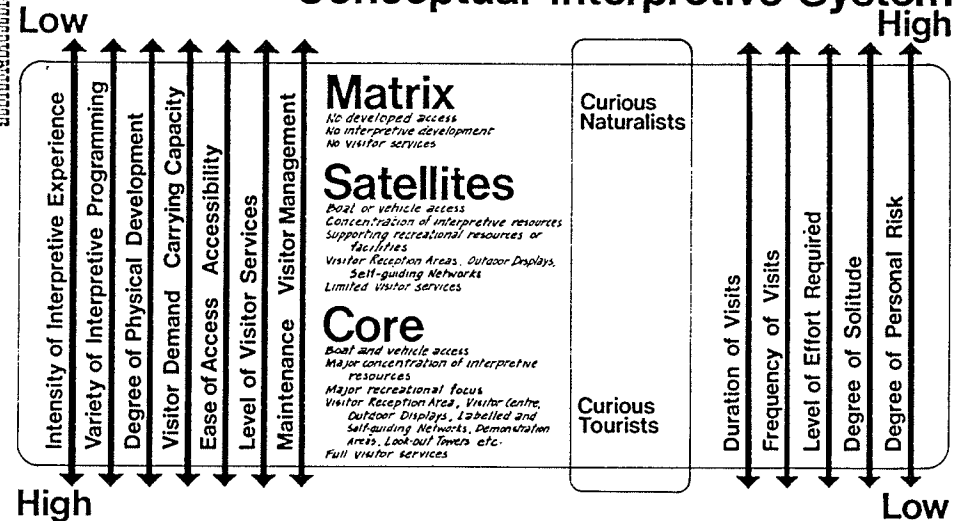 Conceptual Interpretive System
Low
High
Intensity of Interpretive Experience
Variety of Interpretive Programming
Degree of Physical Development
Visitor Demand Carrying Capacity
Ease of Access Accessibility
Level of Visitor Services
Maintenance Visitor Management
Matrix
No developed access
No interpretive development
No visitor services
Satellites
Boat or vehicle access
Concentration of interpretive resources
Supporting recreational resources or
facilities
Visitor Reception Areas, Outdoor Displays,
Self-guiding Networks
Limited visitor services
Core
Boat and vehicle access
Major concentration of interpretive
resources
Major recreational focus
Visitor Reception Area, Visitor Centre,
Outdoor Displays, Labelled and
Self-guiding Networks, Demonstration
Areas, Look-out Towers etc.
Full visitor services
Curious
Naturalists
Curious
Tourists
Duration of Visits
Frequency of Visits
Level of Effort Required
Degree of Solitude
Degree of Personal Risk
High
Low